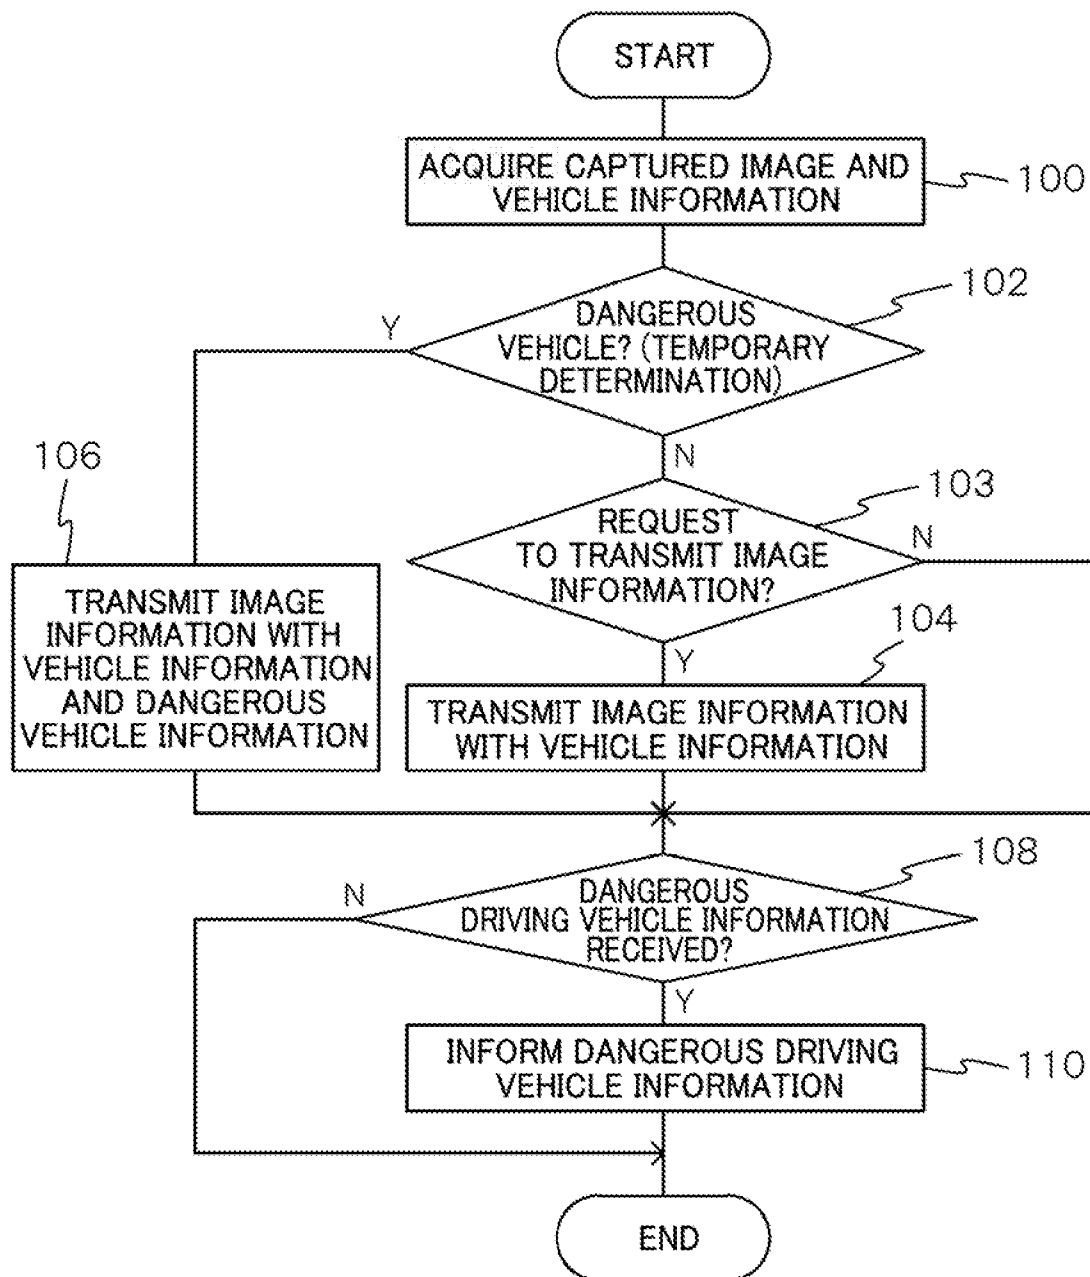 START
ACQUIRE CAPTURED IMAGE AND
VEHICLE INFORMATION
100
102
DANGEROUS
VEHICLE? (TEMPORARY
DETERMINATION)
Y
N
106
TRANSMIT IMAGE
INFORMATION WITH
VEHICLE INFORMATION
AND DANGEROUS
VEHICLE INFORMATION
103
REQUEST
TO TRANSMIT IMAGE
INFORMATION?
N
Y
104
TRANSMIT IMAGE INFORMATION
WITH VEHICLE INFORMATION
108
DANGEROUS
DRIVING VEHICLE INFORMATION
RECEIVED?
N
Y
INFORM DANGEROUS DRIVING
VEHICLE INFORMATION
110
END